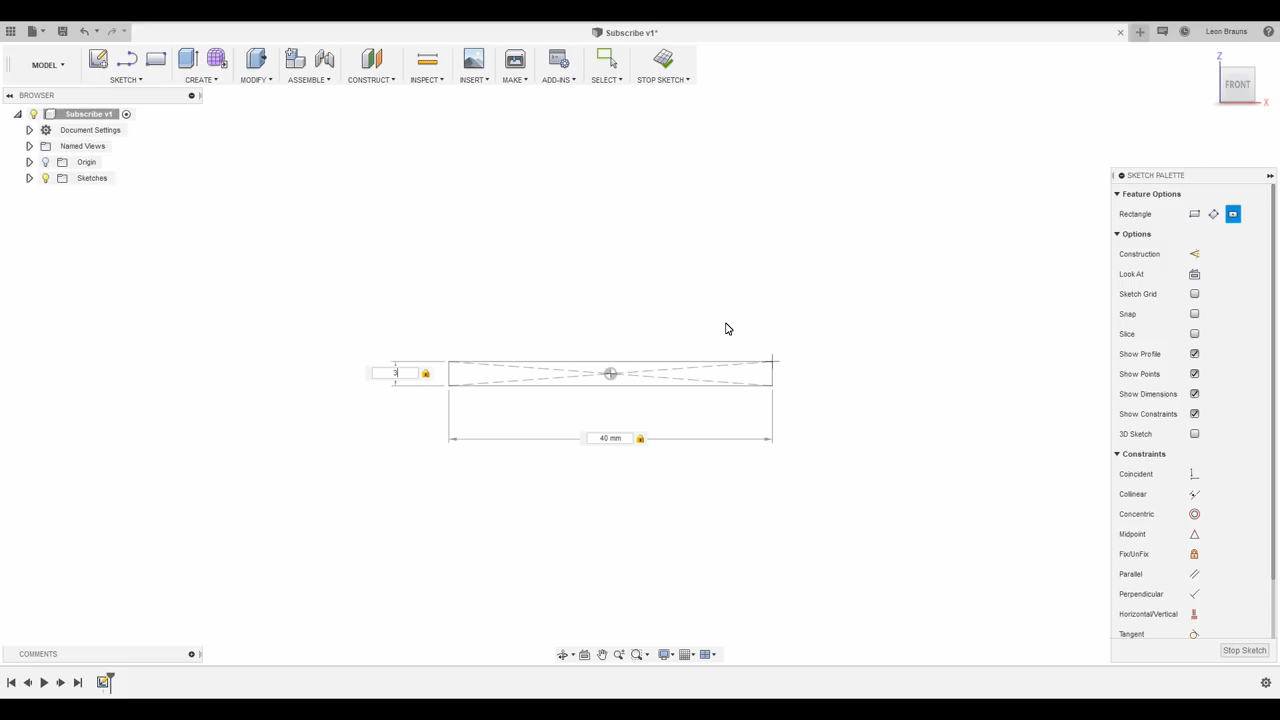 Subscribe v1*
Leon Brauns
MODEL
SKETCH
CREATE
MODIFY
ASSEMBLE
CONSTRUCT
INSPECT
INSERT
MAKE
ADD-INS
SELECT
STOP SKETCH
BROWSER
Subscribe v1
Document Settings
Named Views
Origin
Sketches
Z
FRONT
X
SKETCH PALETTE
Feature Options
Rectangle
Options
Construction
Look At
Sketch Grid
Snap
Slice
Show Profile
Show Points
Show Dimensions
Show Constraints
3D Sketch
Constraints
Coincident
Collinear
Concentric
Midpoint
Fix/UnFix
Parallel
Perpendicular
Horizontal/Vertical
Tangent
Stop Sketch
3
40 mm
COMMENTS